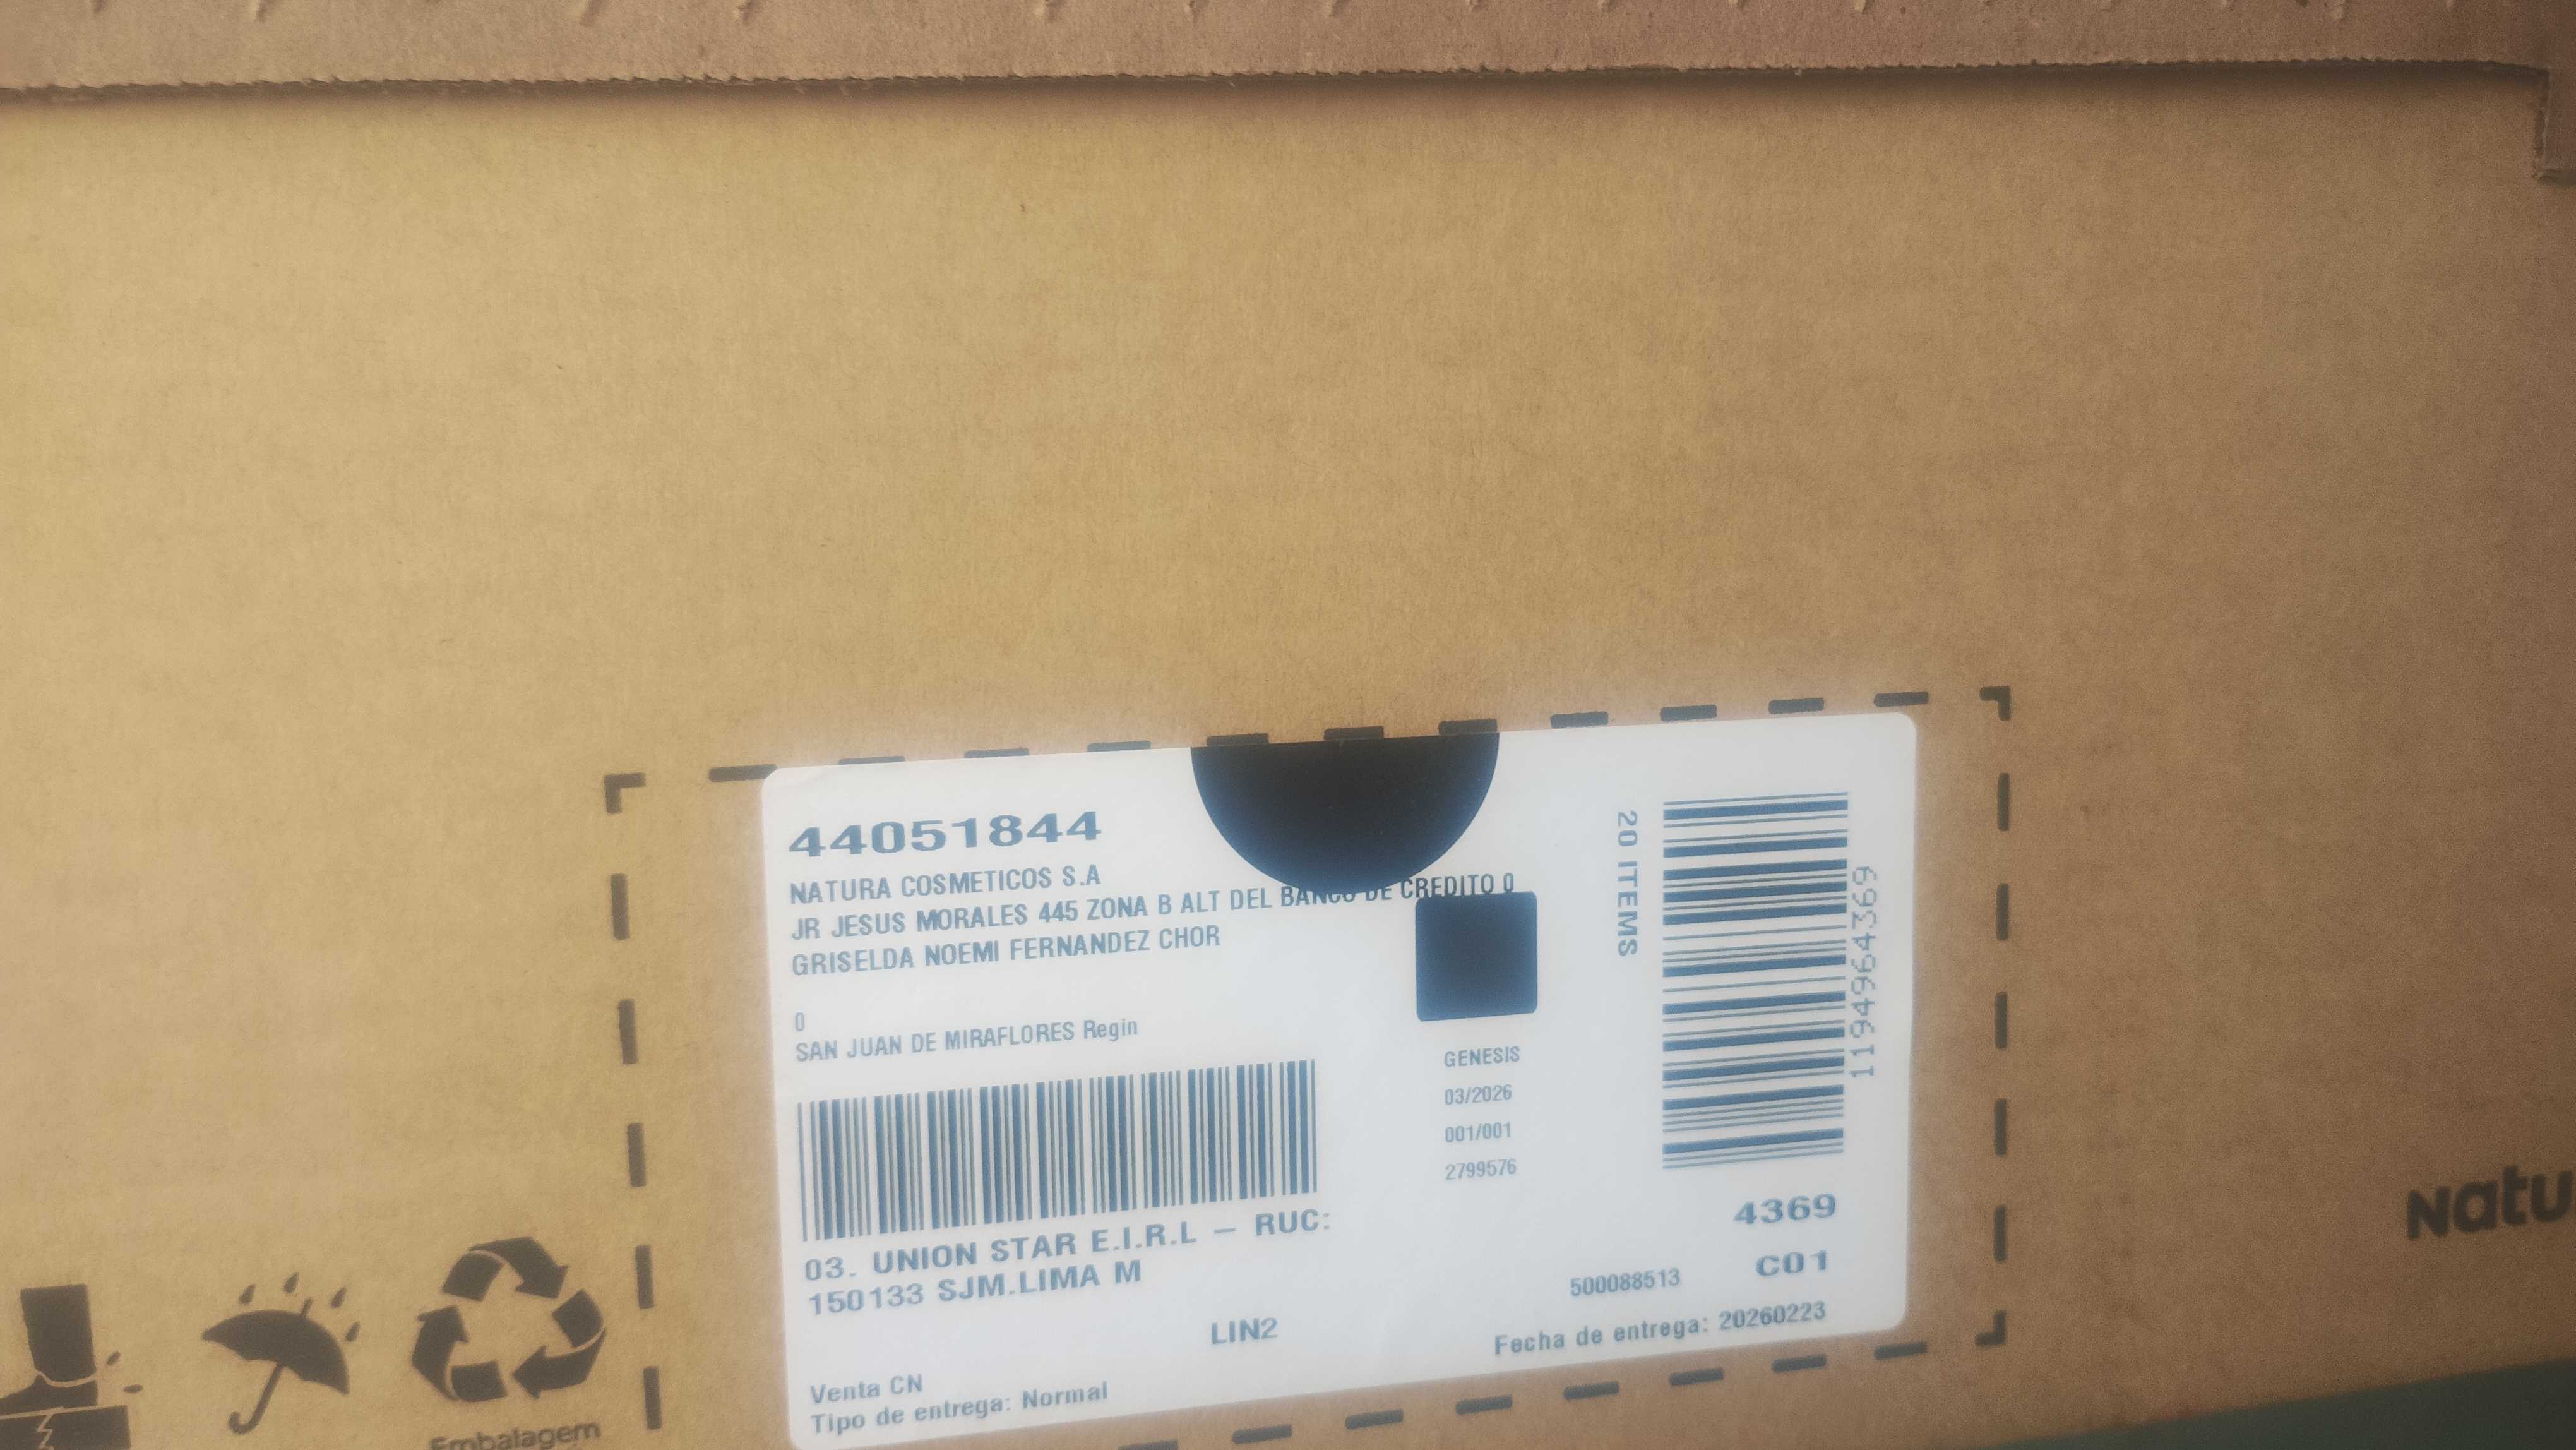 44051844
NATURA COSMETICOS S.A
JR JESUS MORALES 445 ZONA B ALT DEL BANCO DE CREDITO 0
GRISELDA NOEMI FERNANDEZ CHOR
0
SAN JUAN DE MIRAFLORES Regin
03. UNION STAR E.I.R.L – RUC:
150133 SJM.LIMA M
LIN2
Venta CN
Tipo de entrega: Normal
GENESIS
03/2026
001/001
2799576
20 ITEMS
1194964369
4369
C01
500088513
Fecha de entrega: 20260223
Embalagem
Natu